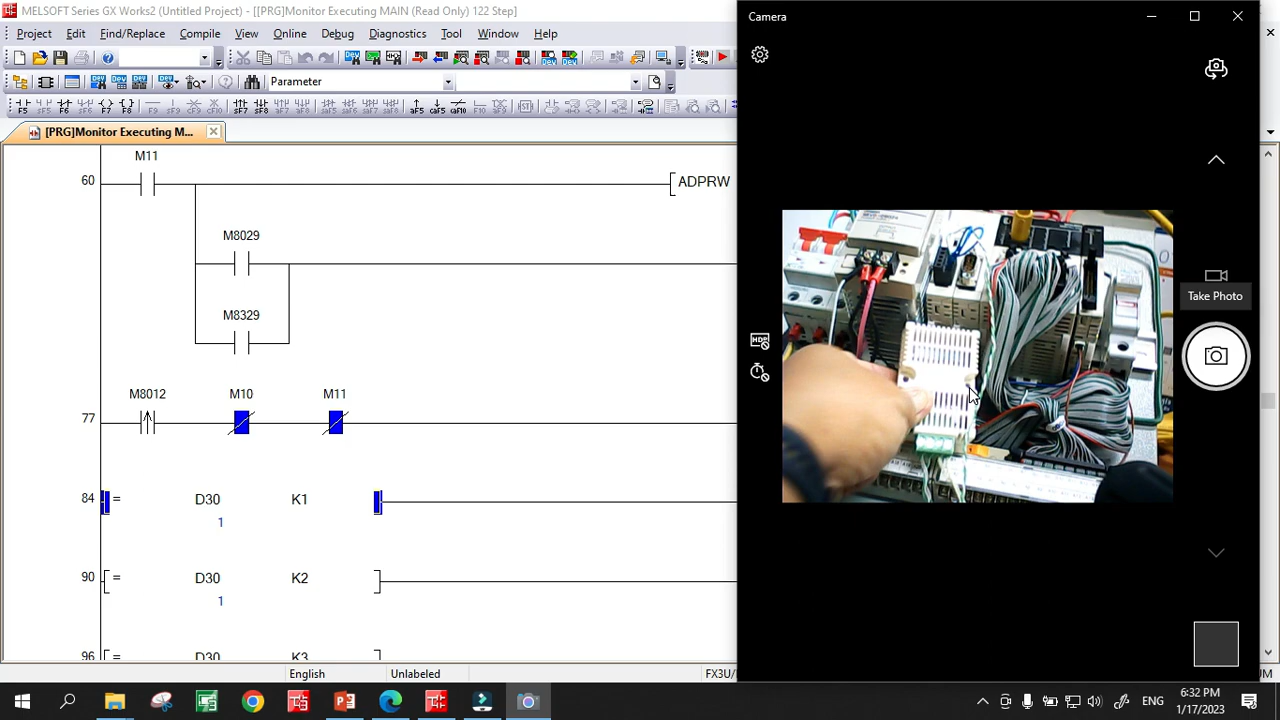 MELSOFT Series GX Works2 (Untitled Project) - [[PRG]Monitor Executing MAIN (Read Only) 122 Step]
Project Edit Find/Replace Compile View Online Debug Diagnostics Tool Window Help
Parameter
[PRG]Monitor Executing M...
M11
60
ADPRW
M8029
M8329
M8012 M10 M11
77
84 = D30 K1
1
90 = D30 K2
1
96 = D30 K3
English Unlabeled FX3U/
Camera
Take Photo
UM
ENG
6:32 PM
1/17/2023